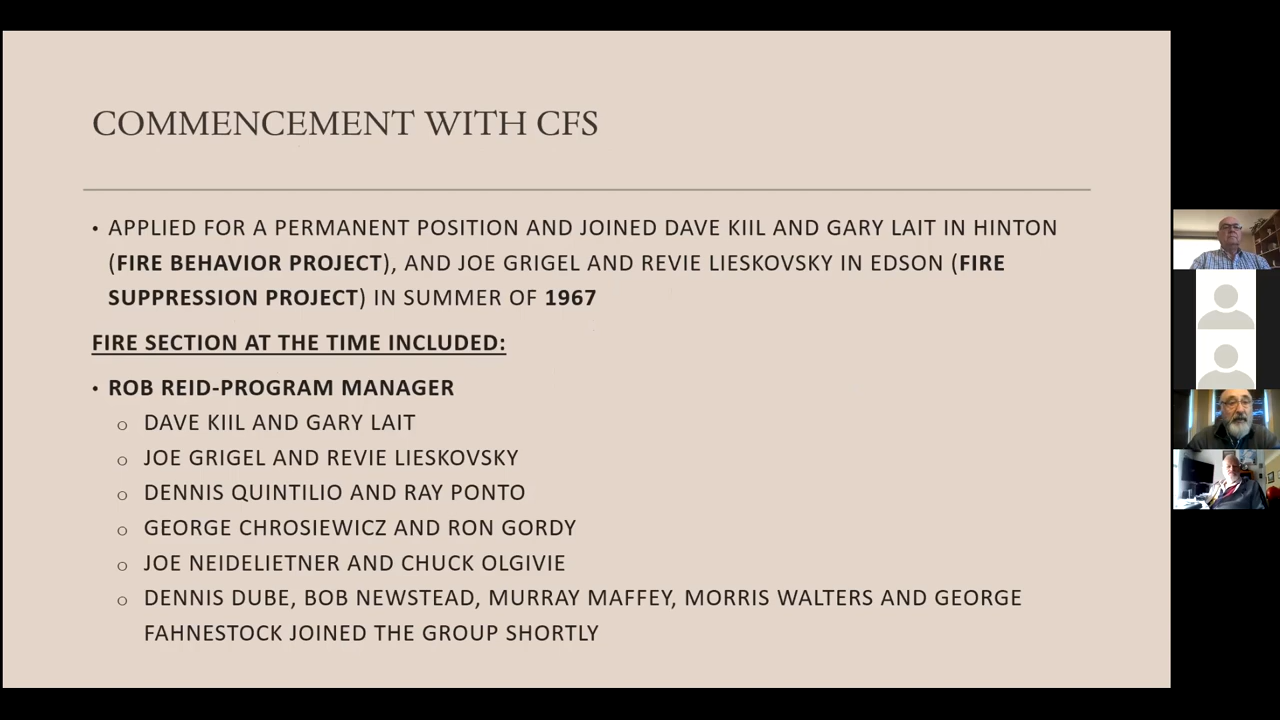 COMMENCEMENT WITH CFS
• APPLIED FOR A PERMANENT POSITION AND JOINED DAVE KIIL AND GARY LAIT IN HINTON
(FIRE BEHAVIOR PROJECT), AND JOE GRIGEL AND REVIE LIESKOVSKY IN EDSON (FIRE
SUPPRESSION PROJECT) IN SUMMER OF 1967
FIRE SECTION AT THE TIME INCLUDED:
• ROB REID-PROGRAM MANAGER
○ DAVE KIIL AND GARY LAIT
○ JOE GRIGEL AND REVIE LIESKOVSKY
○ DENNIS QUINTILIO AND RAY PONTO
○ GEORGE CHROSIEWICZ AND RON GORDY
○ JOE NEIDELIETNER AND CHUCK OLGIVIE
○ DENNIS DUBE, BOB NEWSTEAD, MURRAY MAFFEY, MORRIS WALTERS AND GEORGE
FAHNESTOCK JOINED THE GROUP SHORTLY